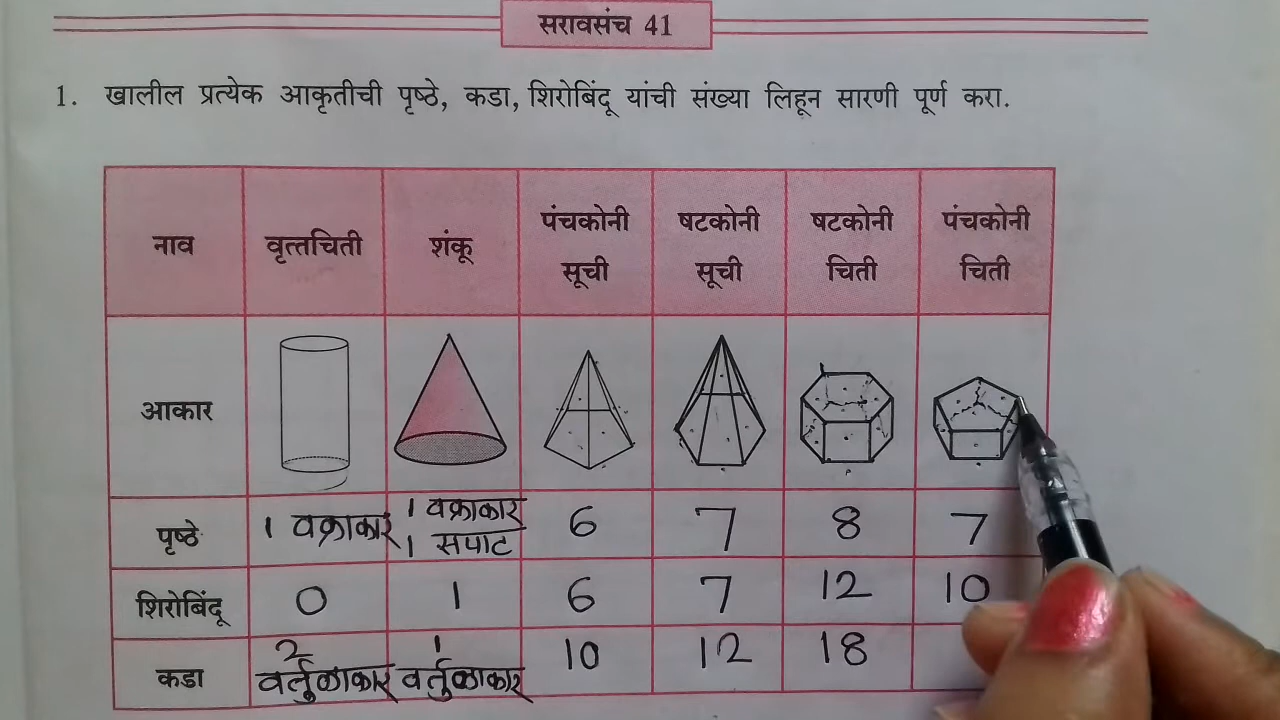 सरावसंच 41
1. खालील प्रत्येक आकृतीची पृष्ठे, कडा, शिरोबिंदू यांची संख्या लिहून सारणी पूर्ण करा.
नाव वृत्तचिती शंकू पंचकोनी सूची षटकोनी सूची षटकोनी चिती पंचकोनी चिती
आकार
पृष्ठे 1 वक्राकार 1 वक्राकार 1 सपाट 6 7 8 7
शिरोबिंदू 0 1 6 7 12 10
कडा 2 वर्तुळाकार 1 वर्तुळाकार 10 12 18